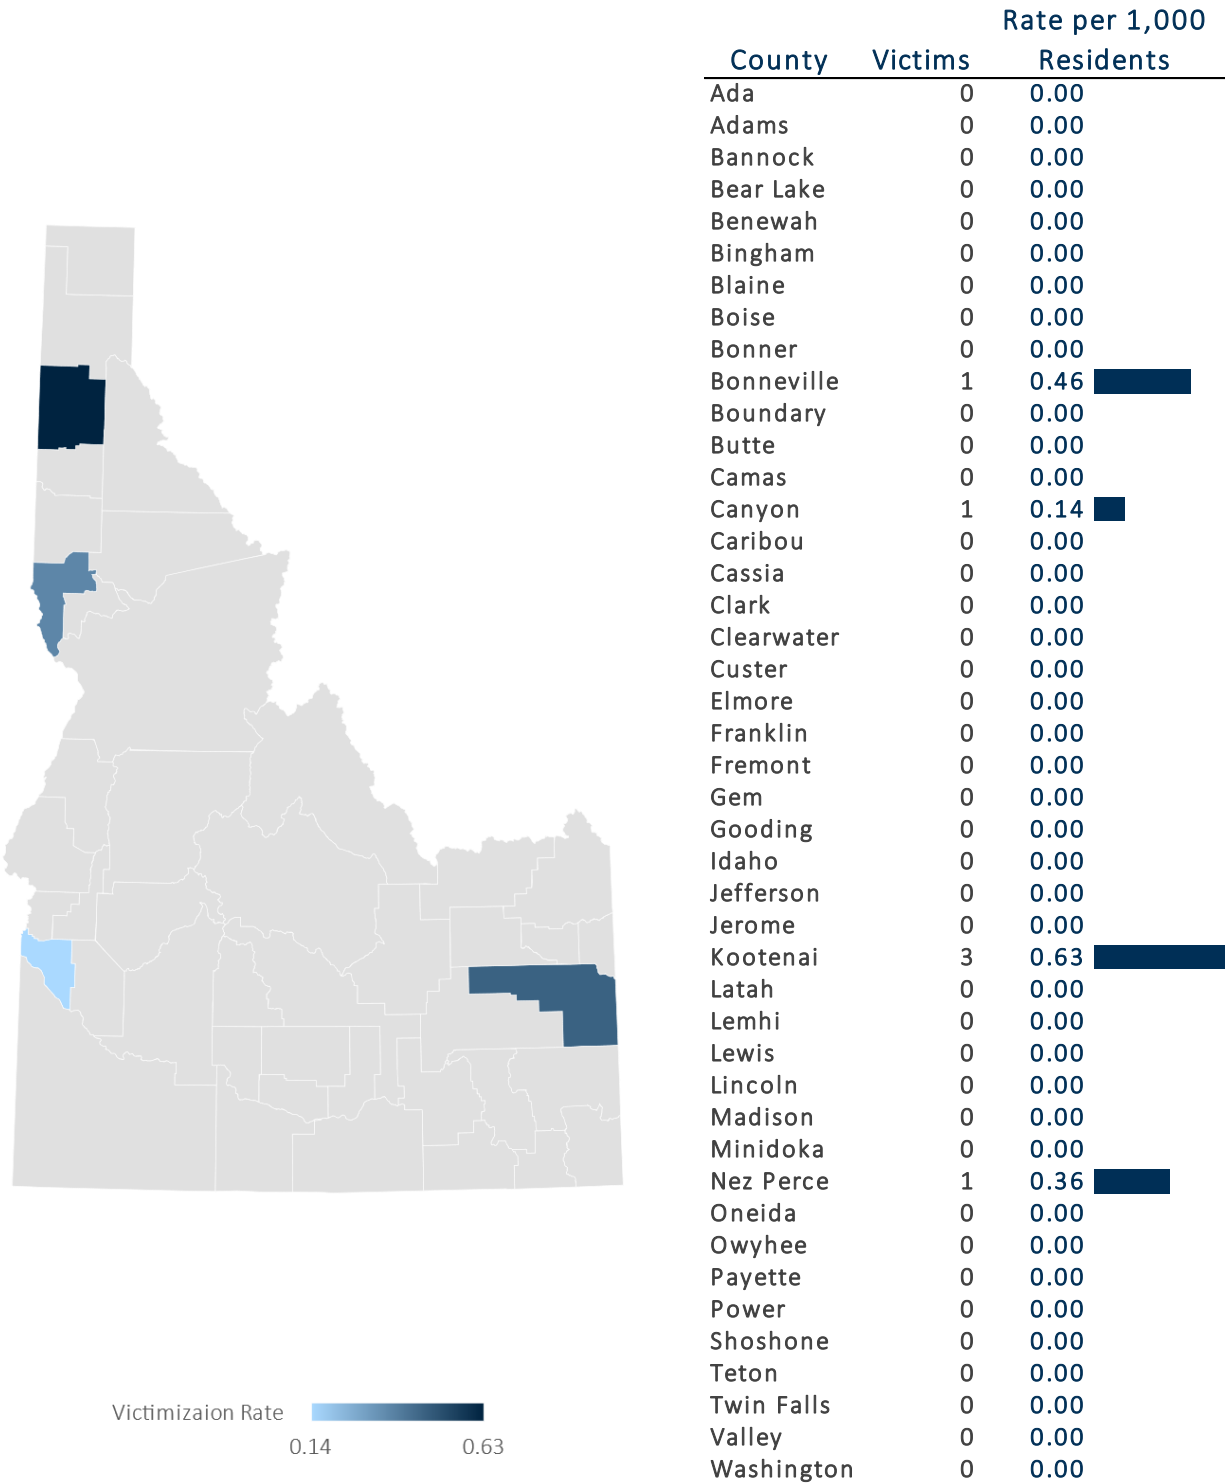 Rate per 1,000
County Victims Residents
Ada 0 0.00
Adams 0 0.00
Bannock 0 0.00
Bear Lake 0 0.00
Benewah 0 0.00
Bingham 0 0.00
Blaine 0 0.00
Boise 0 0.00
Bonner 0 0.00
Bonneville 1 0.46
Boundary 0 0.00
Butte 0 0.00
Camas 0 0.00
Canyon 1 0.14
Caribou 0 0.00
Cassia 0 0.00
Clark 0 0.00
Clearwater 0 0.00
Custer 0 0.00
Elmore 0 0.00
Franklin 0 0.00
Fremont 0 0.00
Gem 0 0.00
Gooding 0 0.00
Idaho 0 0.00
Jefferson 0 0.00
Jerome 0 0.00
Kootenai 3 0.63
Latah 0 0.00
Lemhi 0 0.00
Lewis 0 0.00
Lincoln 0 0.00
Madison 0 0.00
Minidoka 0 0.00
Nez Perce 1 0.36
Oneida 0 0.00
Owyhee 0 0.00
Payette 0 0.00
Power 0 0.00
Shoshone 0 0.00
Teton 0 0.00
Twin Falls 0 0.00
Valley 0 0.00
Washington 0 0.00
Victimizaion Rate
0.14 0.63